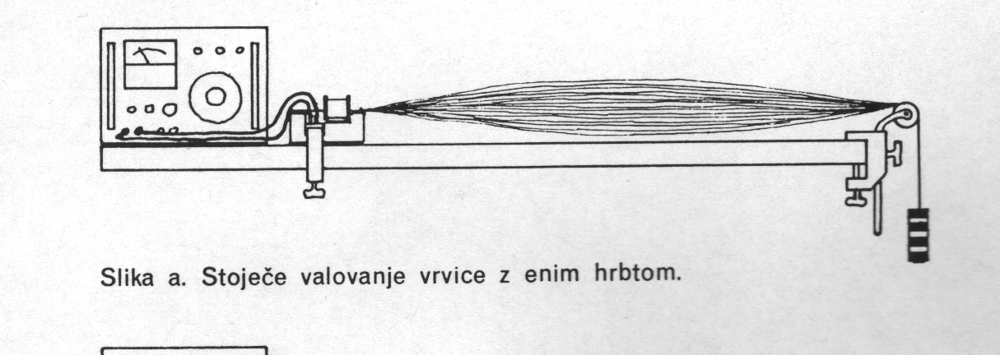 Slika a. Stoječe valovanje vrvice z enim hrbtom.